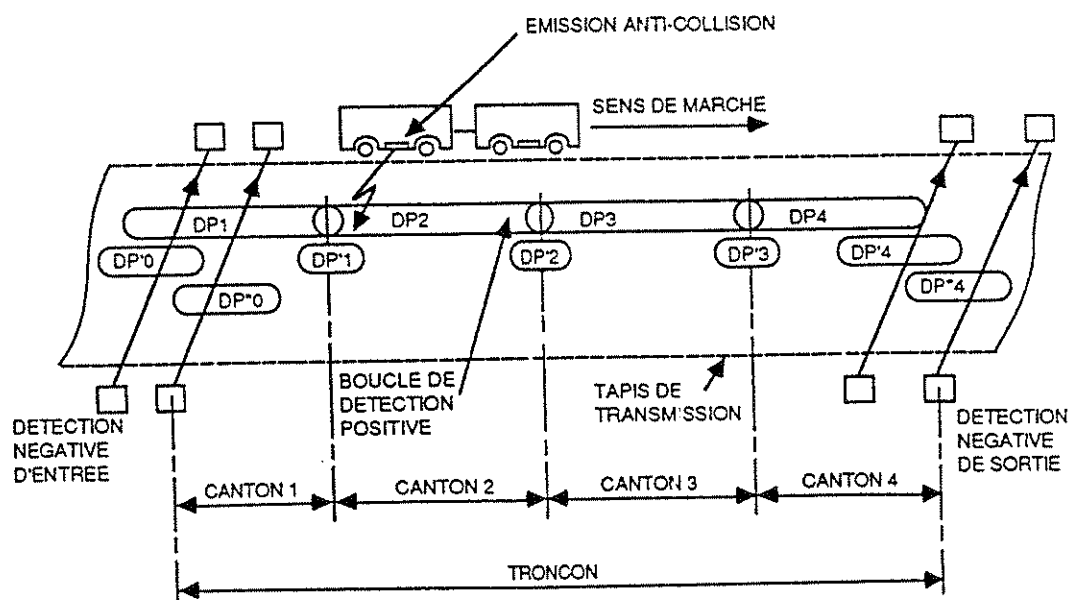 EMISSION ANTI-COLLISION
SENS DE MARCHE
DP1
DP2
DP3
DP4
DP'0
DP"0
DP"1
DP"2
DP"3
DP'4
DP"4
DETECTION
NEGATIVE
D'ENTREE
BOUCLE DE
DETECTION
POSITIVE
TAPIS DE
TRANSMISSION
DETECTION
NEGATIVE
DE SORTIE
CANTON 1
CANTON 2
CANTON 3
CANTON 4
TRONCON